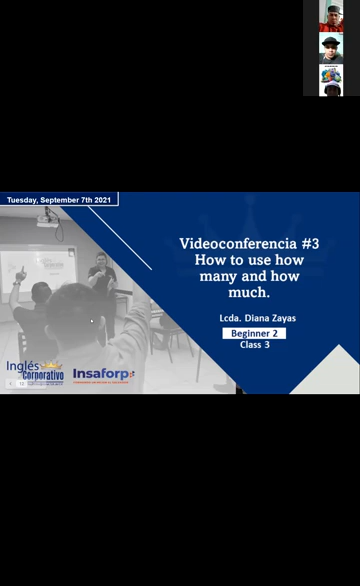 Tuesday, September 7th 2021
Videoconferencia #3
How to use how
many and how
much.
Lcda. Diana Zayas
Beginner 2
Class 3
Inglés
Corporativo
Insaforp